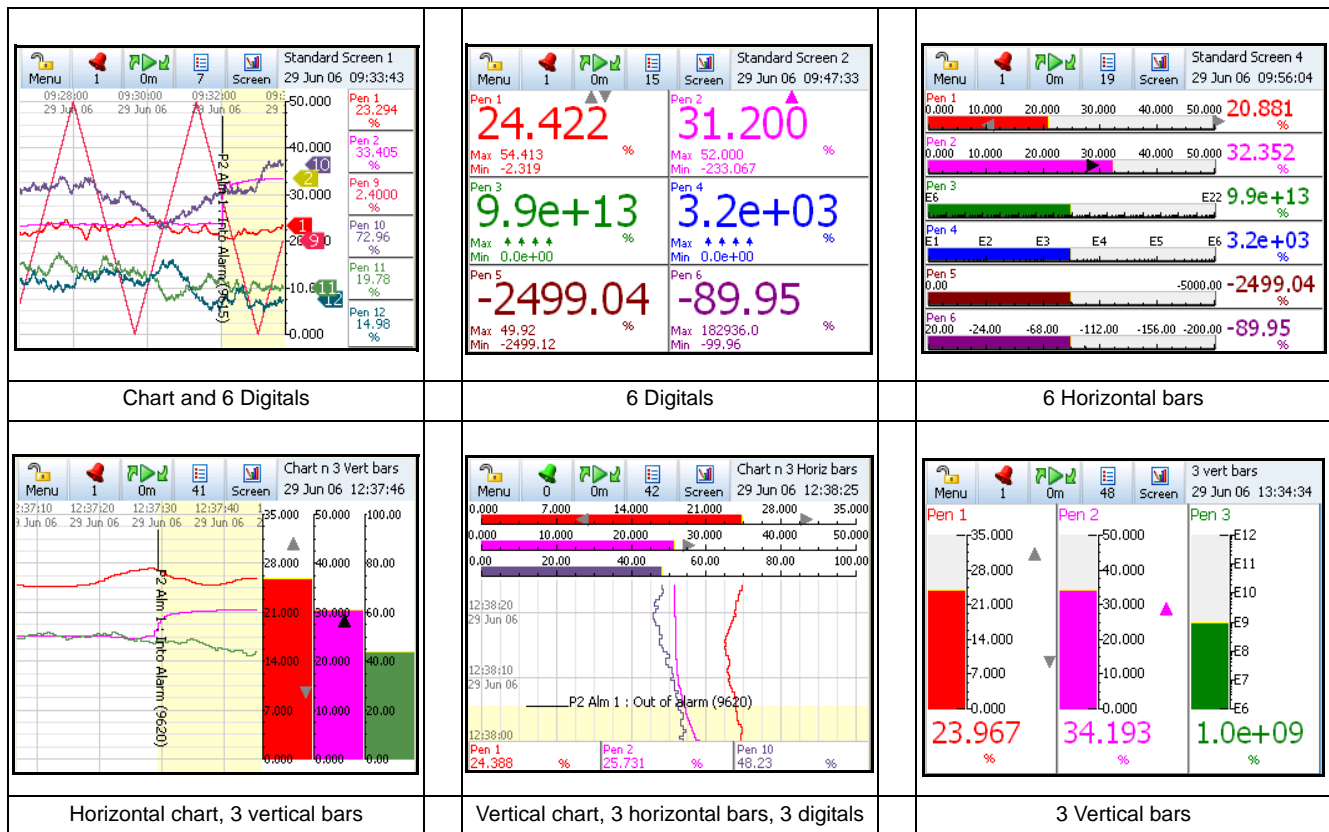 Menu 1 0m 7 Screen
Standard Screen 1
29 Jun 06 09:33:43
09:28:00 09:30:00 09:32:00
29 Jun 06 29 Jun 06 29 Jun 06
50.000
40.000
30.000
10.000
0.000
P2 Alm 1 : Into Alarm (9615)
10
2
1
9
11
12
Pen 1
23.294
%
Pen 2
33.405
%
Pen 9
2.4000
%
Pen 10
72.96
%
Pen 11
19.78
%
Pen 12
14.98
%
Chart and 6 Digitals
Menu 1 0m 15 Screen
Standard Screen 2
29 Jun 06 09:47:33
Pen 1
24.422
%
Max 54.413
Min -2.319
Pen 2
31.200
%
Max 52.000
Min -233.067
Pen 3
9.9e+13
%
Max
Min 0.0e+00
Pen 4
3.2e+03
%
Max
Min 0.0e+00
Pen 5
-2499.04
%
Max 49.92
Min -2499.12
Pen 6
-89.95
%
Max 182936.0
Min -99.96
6 Digitals
Menu 1 0m 19 Screen
Standard Screen 4
29 Jun 06 09:56:04
Pen 1
0.000 10.000 20.000 30.000 40.000 50.000
20.881
%
Pen 2
0.000 10.000 20.000 30.000 40.000 50.000
32.352
%
Pen 3
E6 E22
9.9e+13
%
Pen 4
E1 E2 E3 E4 E5 E6
3.2e+03
%
Pen 5
0.00 -5000.00
-2499.04
%
Pen 6
20.00 -24.00 -68.00 -112.00 -156.00 -200.00
-89.95
%
6 Horizontal bars
Menu 1 0m 41 Screen
Chart n 3 Vert bars
29 Jun 06 12:37:46
2:37:10 12:37:20 12:37:30 12:37:40 1
9 Jun 06 29 Jun 06 29 Jun 06 29 Jun 06 2
P2 Alm 1 : Into Alarm (9620)
35.000 50.000 100.00
28.000 40.000 80.00
21.000 30.000 60.00
14.000 20.000 40.00
7.000 10.000 20.00
0.000 0.000 0.00
Horizontal chart, 3 vertical bars
Menu 0 0m 42 Screen
Chart n 3 Horiz bars
29 Jun 06 12:38:25
0.000 7.000 14.000 21.000 28.000 35.000
0.000 10.000 20.000 30.000 40.000 50.000
0.00 20.00 40.00 60.00 80.00 100.00
12:38:20
29 Jun 06
12:38:10
29 Jun 06
P2 Alm 1 : Out of alarm (9620)
12:38:00
Pen 1
24.388 %
Pen 2
25.731 %
Pen 10
48.23 %
Vertical chart, 3 horizontal bars, 3 digitals
Menu 1 0m 48 Screen
3 vert bars
29 Jun 06 13:34:34
Pen 1
35.000
28.000
21.000
14.000
7.000
0.000
23.967
%
Pen 2
50.000
40.000
30.000
20.000
10.000
0.000
34.193
%
Pen 3
E12
E11
E10
E9
E8
E7
E6
1.0e+09
%
3 Vertical bars